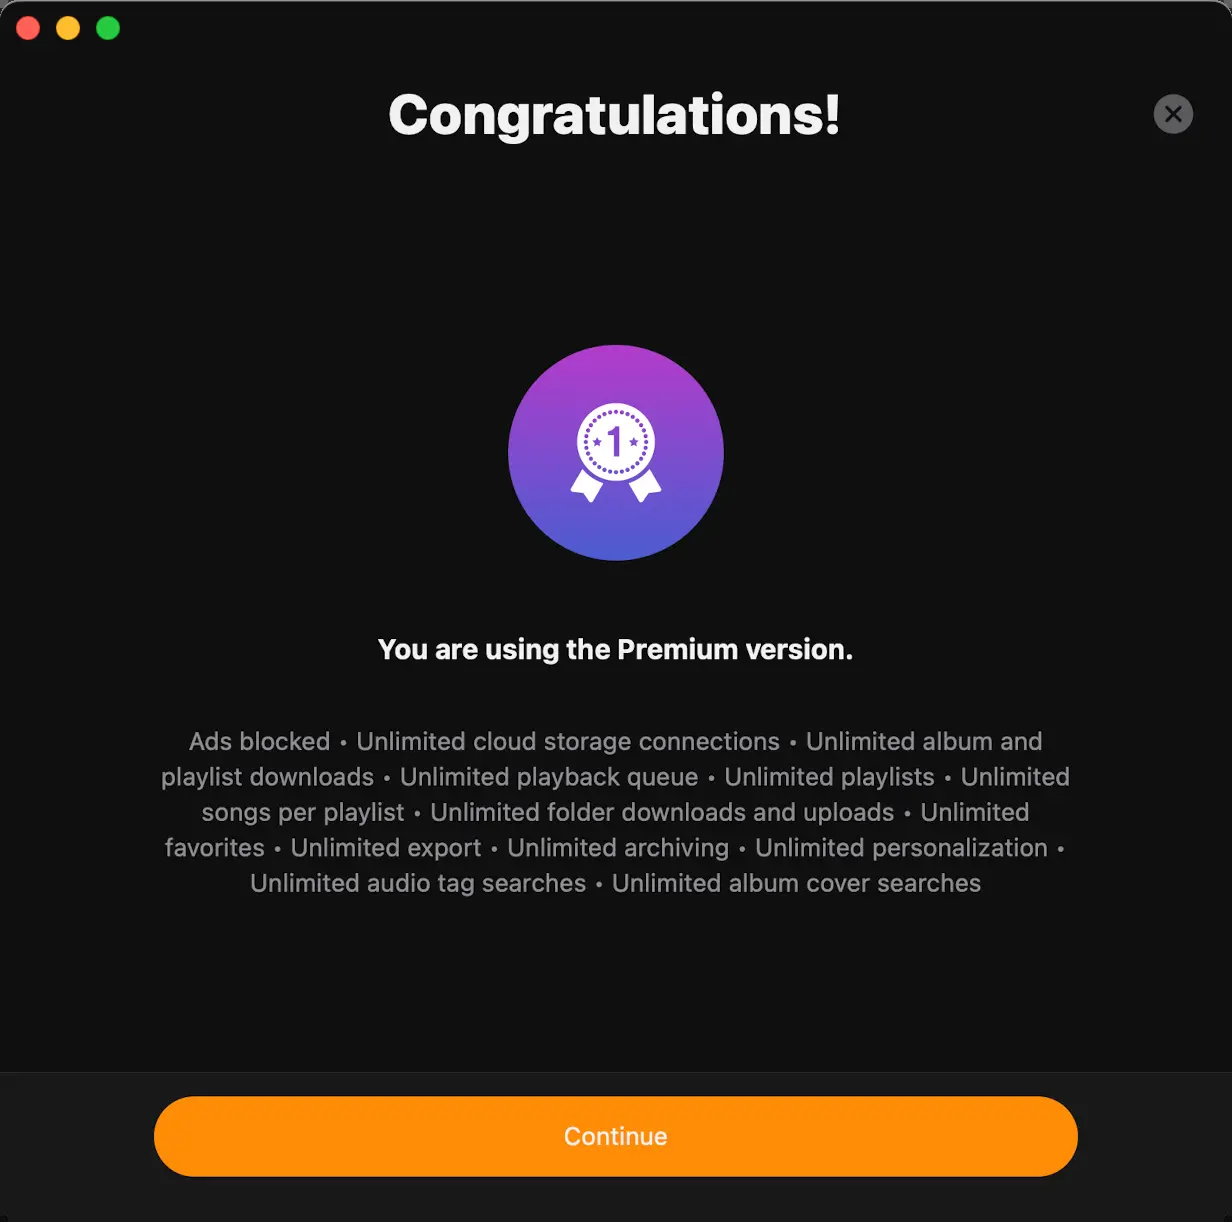 Congratulations!
1
You are using the Premium version.
Ads blocked • Unlimited cloud storage connections • Unlimited album and
playlist downloads • Unlimited playback queue • Unlimited playlists • Unlimited
songs per playlist • Unlimited folder downloads and uploads • Unlimited
favorites • Unlimited export • Unlimited archiving • Unlimited personalization •
Unlimited audio tag searches • Unlimited album cover searches
Continue